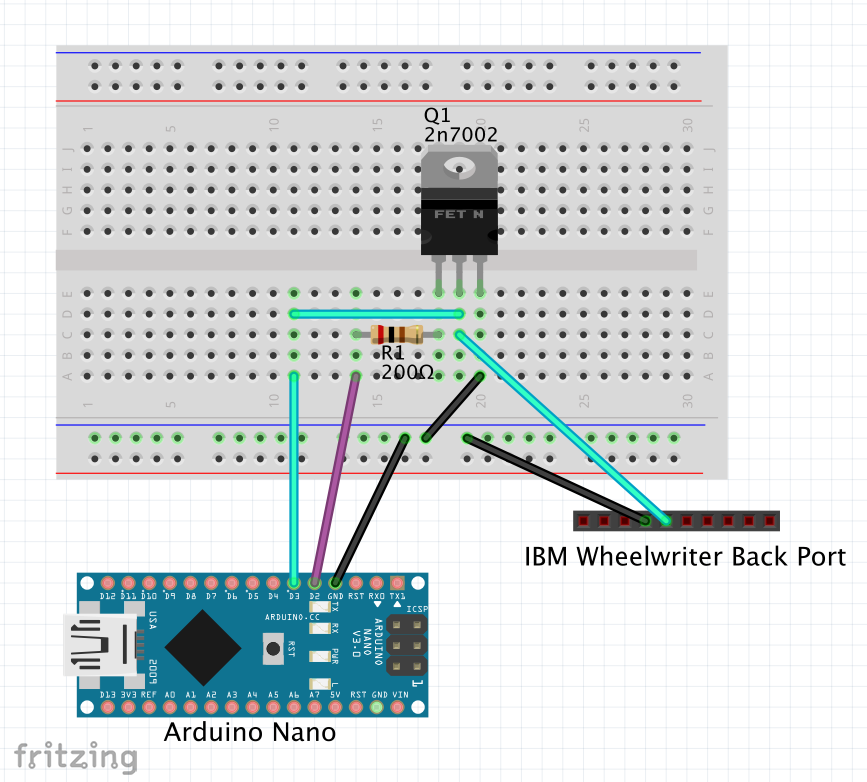 Q1
2n7002
1 5 10 15 20 25 30
J J
I I
H H
G G
F F
FET N
E E
D D
C C
B B
A A
R1
200Ω
1 5 10 15 20 25 30
IBM Wheelwriter Back Port
D12 D11 D10 D9 D8 D7 D6 D5 D4 D3 D2 GND RST RX0 TX1
USA
2009
ARDUINO.CC
RST
TX
RX
PWR
L
ARDUINO
NANO
V3.0
ICSP
1
D13 3V3 REF A0 A1 A2 A3 A4 A5 A6 A7 5V RST GND VIN
Arduino Nano
fritzing